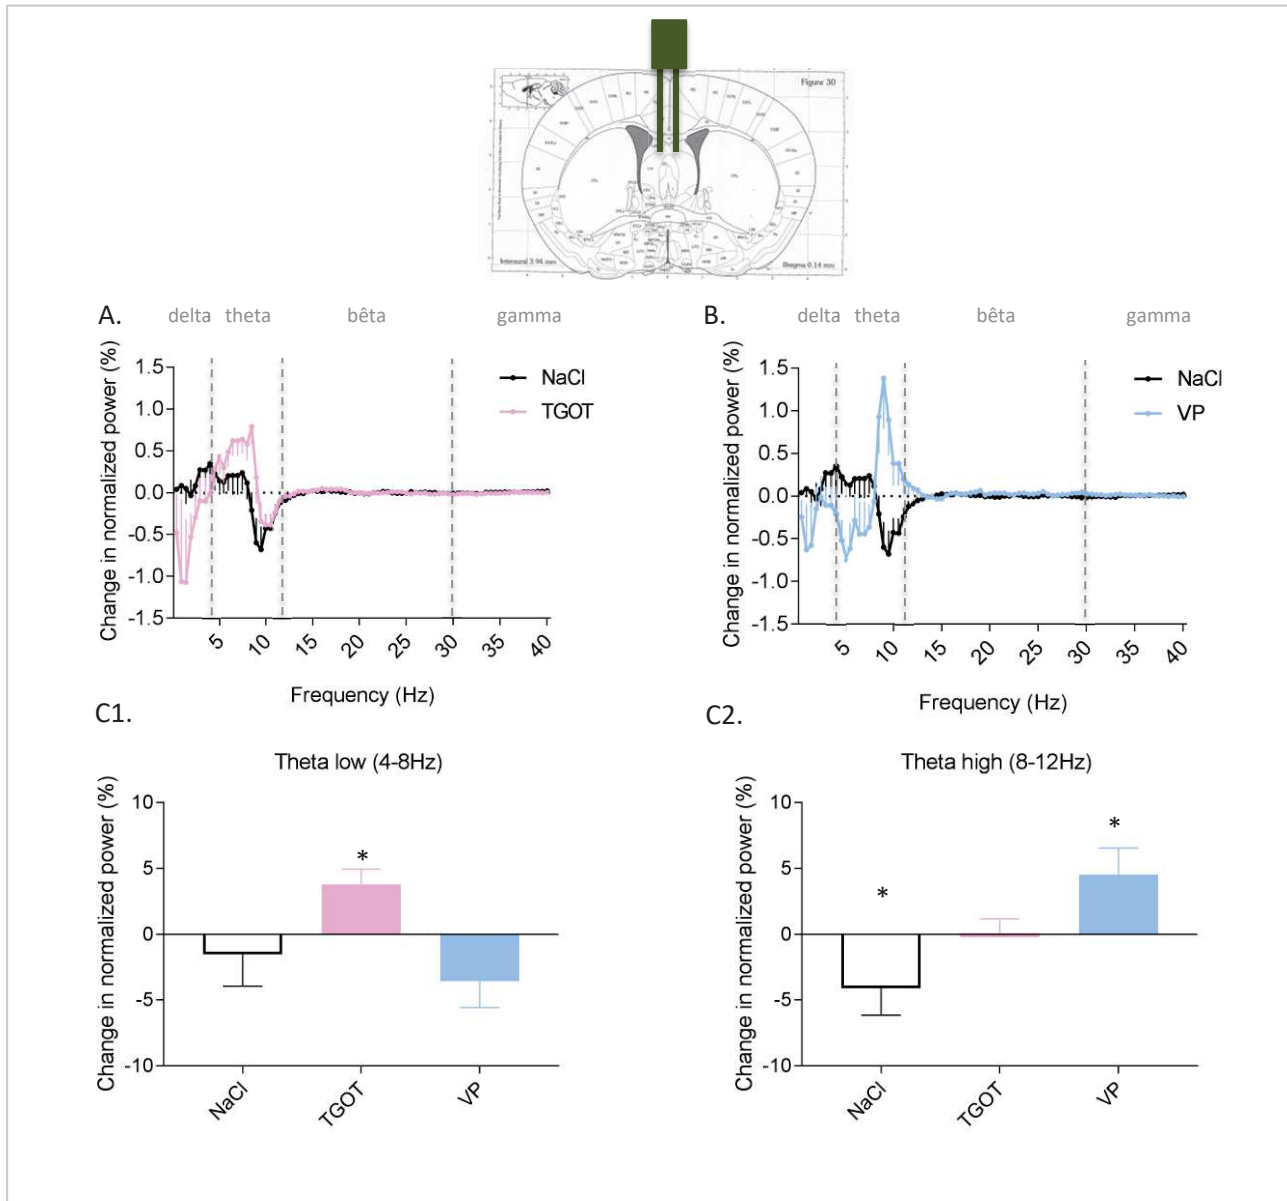 Figure 30
Interaural 3.94 mm
Bregma 0.14 mm
A.
delta theta bêta gamma
Change in normalized power (%)
1.5
1.0
0.5
0.0
-0.5
-1.0
-1.5
NaCl
TGOT
5 10 15 20 25 30 35 40
Frequency (Hz)
B.
delta theta bêta gamma
Change in normalized power (%)
1.5
1.0
0.5
0.0
-0.5
-1.0
-1.5
NaCl
VP
5 10 15 20 25 30 35 40
Frequency (Hz)
C1.
Theta low (4-8Hz)
Change in normalized power (%)
10
5
0
-5
-10
*
NaCl TGOT VP
C2.
Theta high (8-12Hz)
Change in normalized power (%)
10
5
0
-5
-10
* *
NaCl TGOT VP